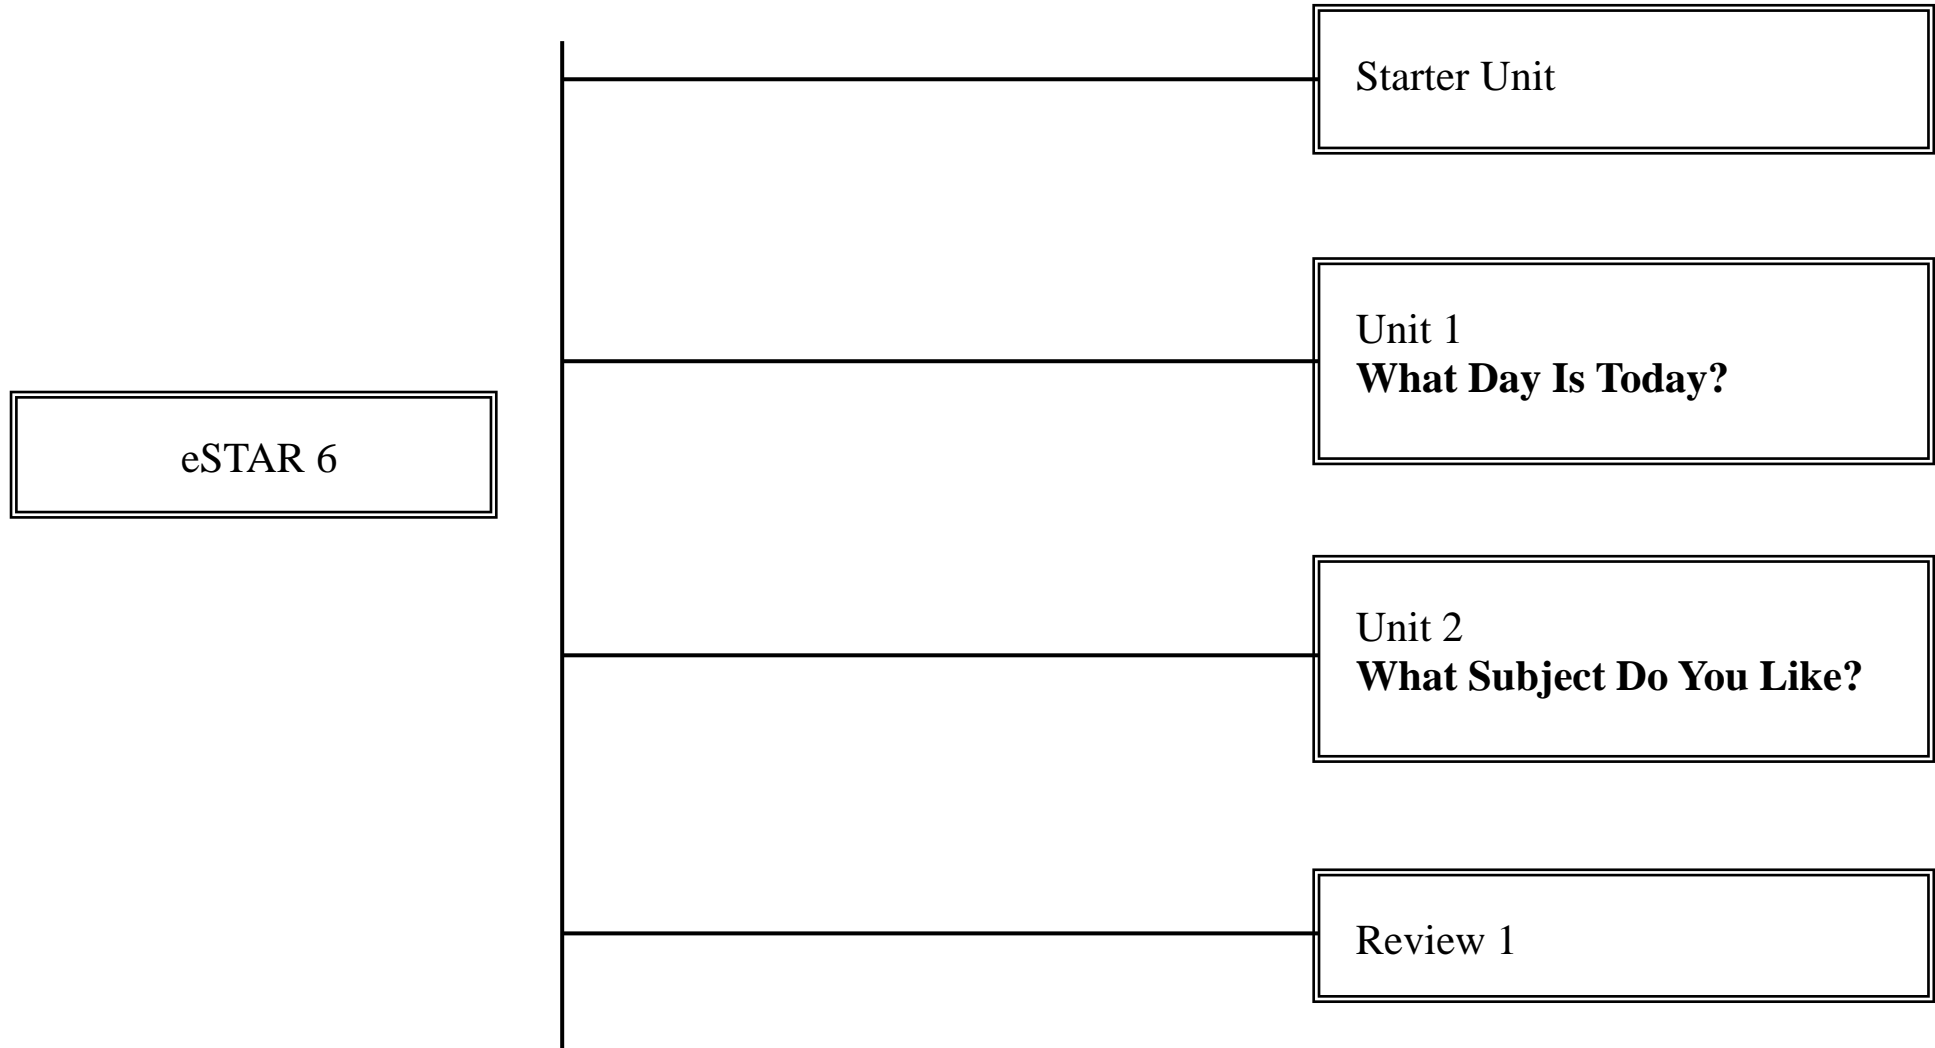 eSTAR 6
Starter Unit
Unit 1
What Day Is Today?
Unit 2
What Subject Do You Like?
Review 1